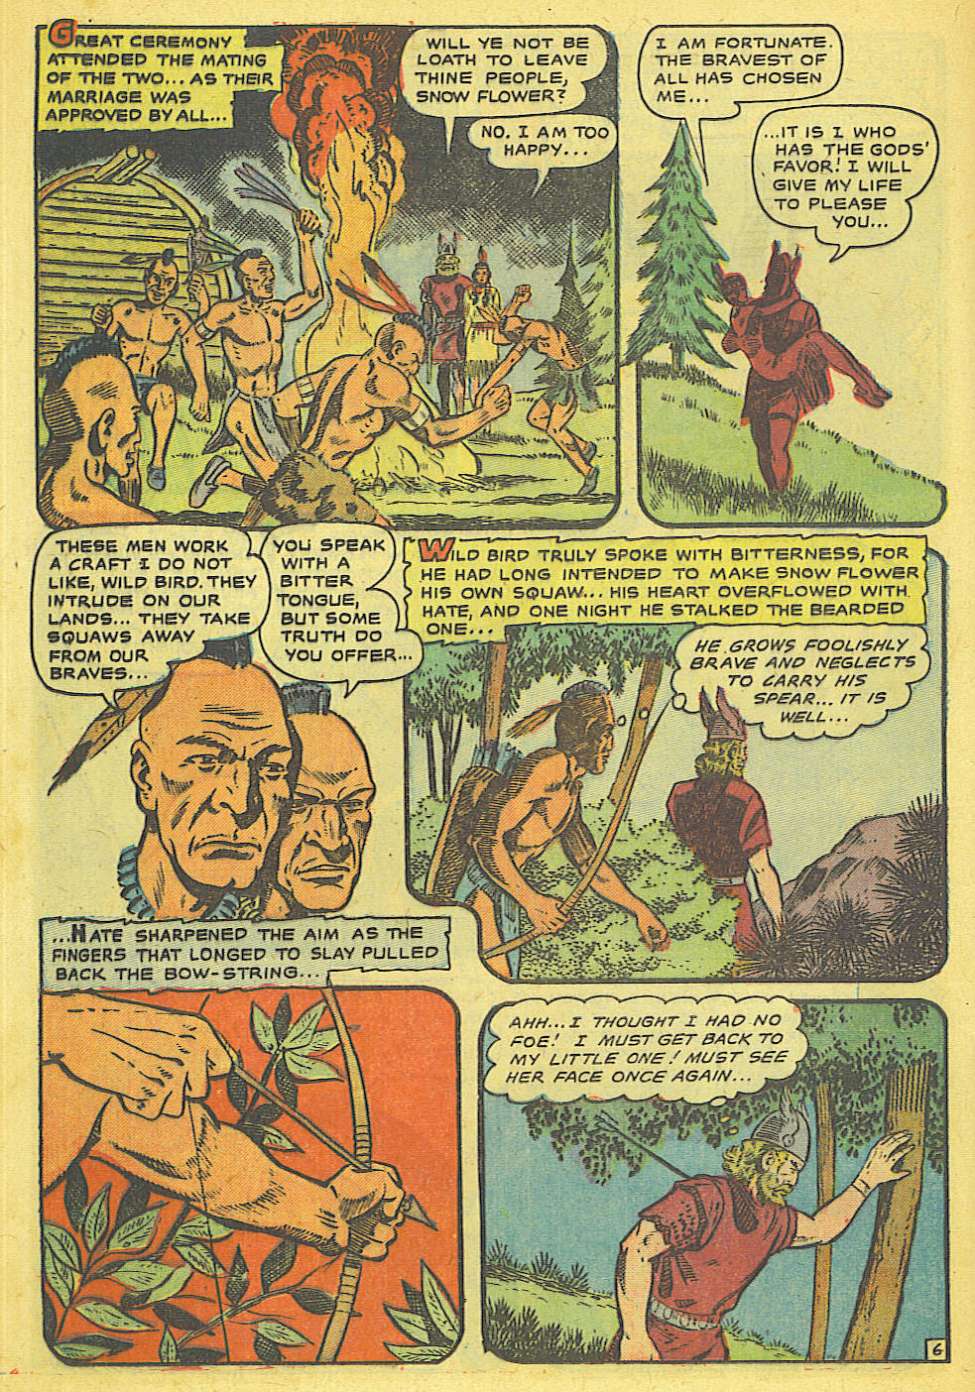 GREAT CEREMONY
ATTENDED THE MATING
OF THE TWO... AS THEIR
MARRIAGE WAS
APPROVED BY ALL...
WILL YE NOT BE
LOATH TO LEAVE
THINE PEOPLE,
SNOW FLOWER?
NO. I AM TOO
HAPPY...
I AM FORTUNATE.
THE BRAVEST OF
ALL HAS CHOSEN
ME...
...IT IS I WHO
HAS THE GODS'
FAVOR! I WILL
GIVE MY LIFE
TO PLEASE
YOU...
THESE MEN WORK
A CRAFT I DO NOT
LIKE, WILD BIRD. THEY
INTRUDE ON OUR
LANDS... THEY TAKE
SQUAWS AWAY
FROM OUR
BRAVES...
YOU SPEAK
WITH A
BITTER
TONGUE,
BUT SOME
TRUTH DO
YOU OFFER...
WILD BIRD TRULY SPOKE WITH BITTERNESS, FOR
HE HAD LONG INTENDED TO MAKE SNOW FLOWER
HIS OWN SQUAW... HIS HEART OVERFLOWED WITH
HATE, AND ONE NIGHT HE STALKED THE BEARDED
ONE...
HE GROWS FOOLISHLY
BRAVE AND NEGLECTS
TO CARRY HIS
SPEAR... IT IS
WELL...
...HATE SHARPENED THE AIM AS THE
FINGERS THAT LONGED TO SLAY PULLED
BACK THE BOW-STRING...
AHH...I THOUGHT I HAD NO
FOE! I MUST GET BACK TO
MY LITTLE ONE! MUST SEE
HER FACE ONCE AGAIN...
6